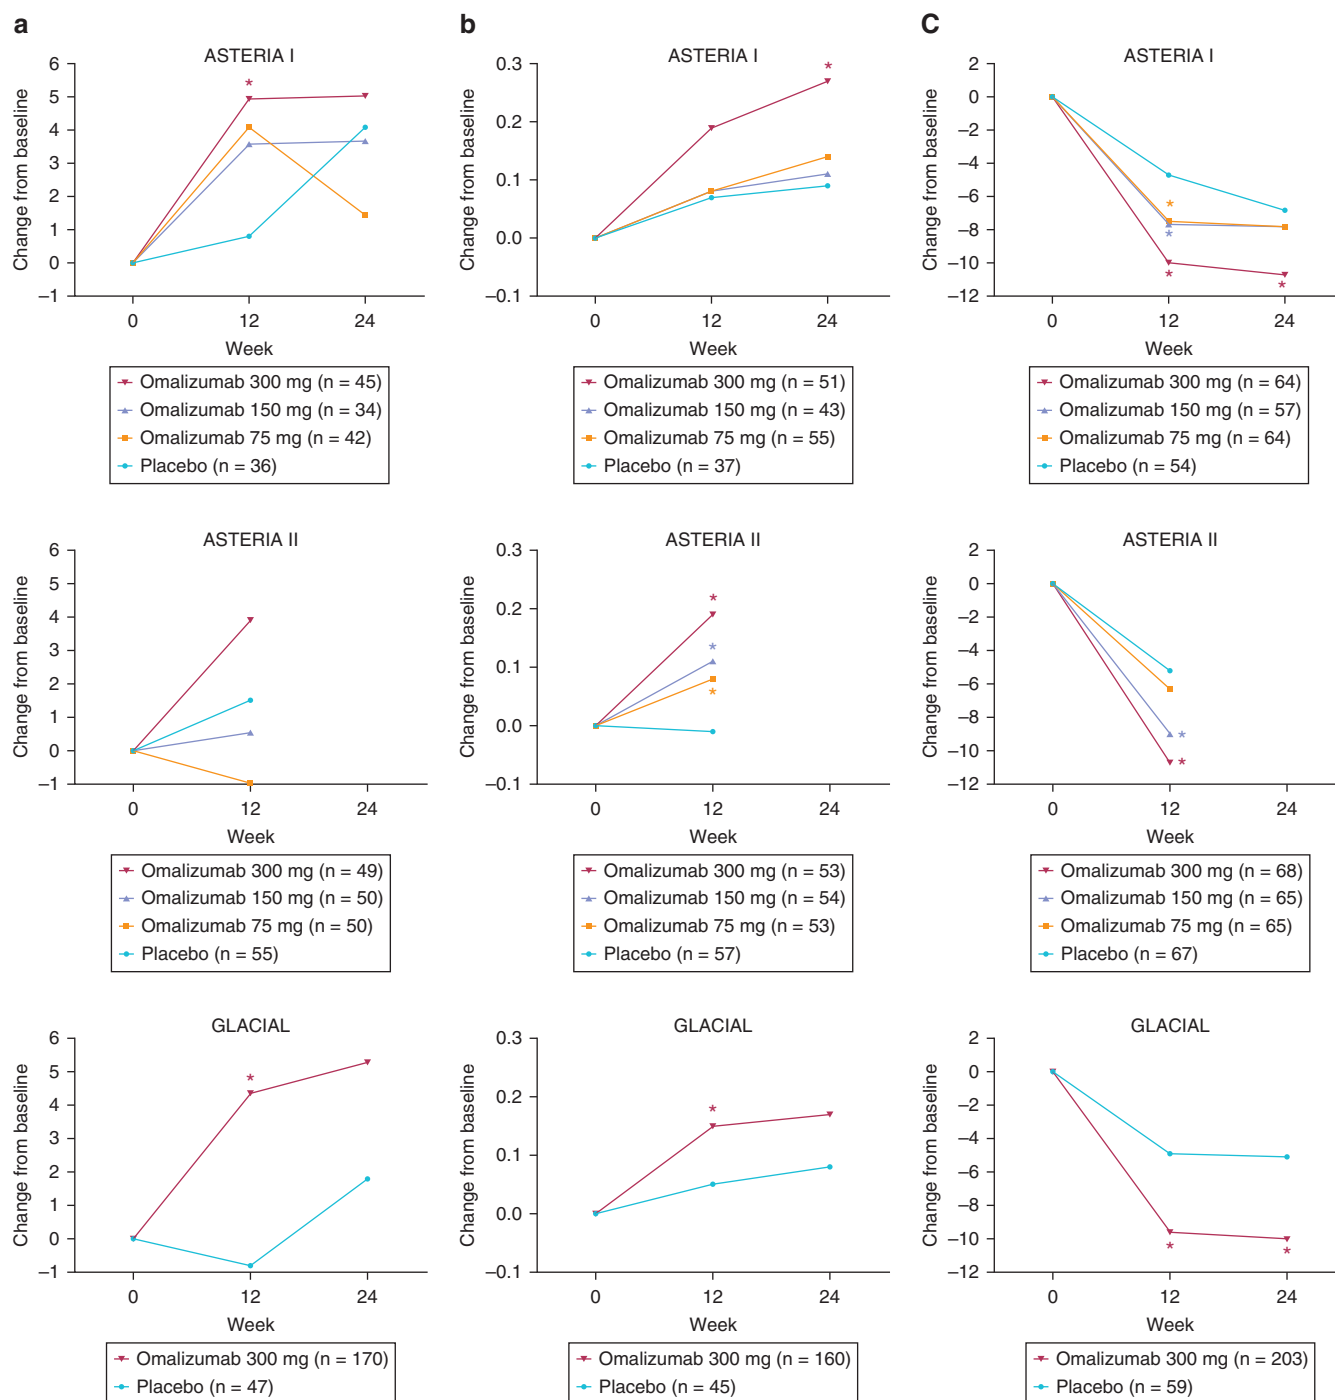 a
ASTERIA I
Change from baseline
6
5
4
3
2
1
0
–1
0 12 24
Week
Omalizumab 300 mg (n = 45)
Omalizumab 150 mg (n = 34)
Omalizumab 75 mg (n = 42)
Placebo (n = 36)
b
ASTERIA I
Change from baseline
0.3
0.2
0.1
0.0
–0.1
0 12 24
Week
Omalizumab 300 mg (n = 51)
Omalizumab 150 mg (n = 43)
Omalizumab 75 mg (n = 55)
Placebo (n = 37)
C
ASTERIA I
Change from baseline
2
0
–2
–4
–6
–8
–10
–12
0 12 24
Week
Omalizumab 300 mg (n = 64)
Omalizumab 150 mg (n = 57)
Omalizumab 75 mg (n = 64)
Placebo (n = 54)
ASTERIA II
Change from baseline
6
5
4
3
2
1
0
–1
0 12 24
Week
Omalizumab 300 mg (n = 49)
Omalizumab 150 mg (n = 50)
Omalizumab 75 mg (n = 50)
Placebo (n = 55)
ASTERIA II
Change from baseline
0.3
0.2
0.1
0.0
–0.1
0 12 24
Week
Omalizumab 300 mg (n = 53)
Omalizumab 150 mg (n = 54)
Omalizumab 75 mg (n = 53)
Placebo (n = 57)
ASTERIA II
Change from baseline
2
0
–2
–4
–6
–8
–10
–12
0 12 24
Week
Omalizumab 300 mg (n = 68)
Omalizumab 150 mg (n = 65)
Omalizumab 75 mg (n = 65)
Placebo (n = 67)
GLACIAL
Change from baseline
6
5
4
3
2
1
0
–1
0 12 24
Week
Omalizumab 300 mg (n = 170)
Placebo (n = 47)
GLACIAL
Change from baseline
0.3
0.2
0.1
0.0
–0.1
0 12 24
Week
Omalizumab 300 mg (n = 160)
Placebo (n = 45)
GLACIAL
Change from baseline
2
0
–2
–4
–6
–8
–10
–12
0 12 24
Week
Omalizumab 300 mg (n = 203)
Placebo (n = 59)